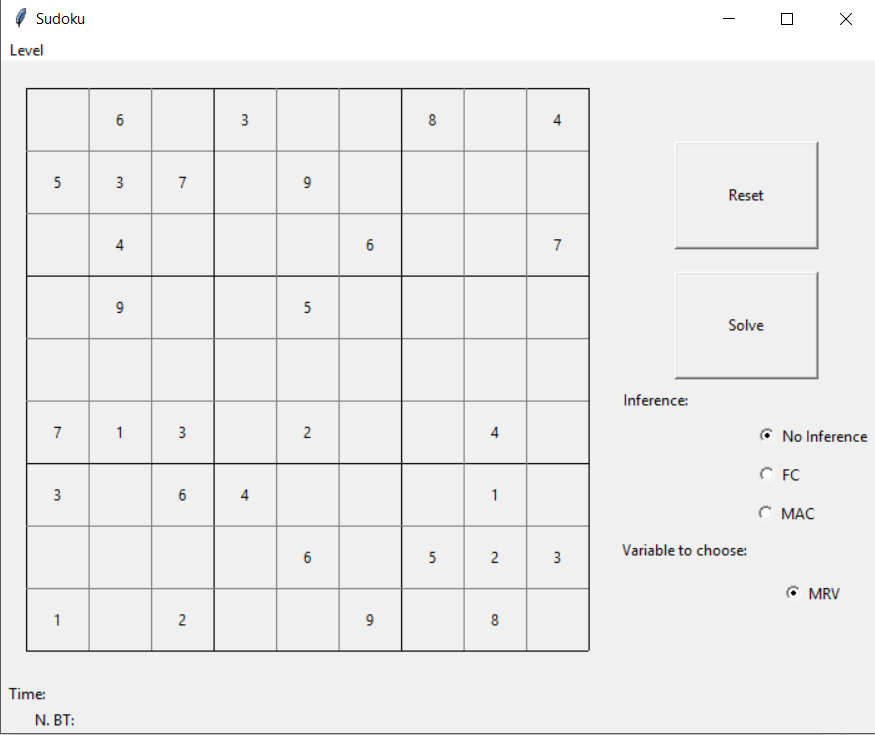 Sudoku
Level
6 3 8 4
5 3 7 9
4 6 7
9 5
7 1 3 2 4
3 6 4 1
6 5 2 3
1 2 9 8
Reset
Solve
Inference:
No Inference
FC
MAC
Variable to choose:
MRV
Time:
N. BT: